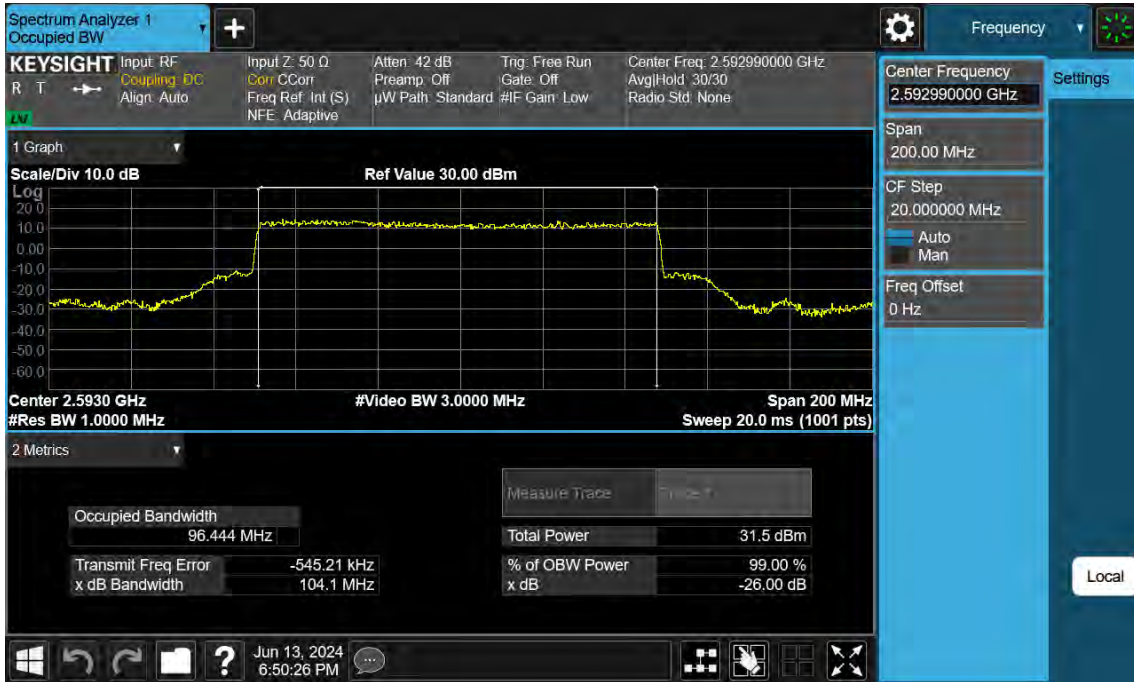 Spectrum Analyzer 1
Occupied BW
+
Frequency
KEYSIGHT
R T
Input: RF
Coupling: DC
Align: Auto
Input Z: 50 Ω
Corr CCorr
Freq Ref: Int (S)
NFE: Adaptive
Atten: 42 dB
Preamp: Off
µW Path: Standard
Trig: Free Run
Gate: Off
#IF Gain: Low
Center Freq: 2.592990000 GHz
Avg|Hold: 30/30
Radio Std: None
Center Frequency
2.592990000 GHz
Settings
Span
200.00 MHz
CF Step
20.000000 MHz
Auto
Man
Freq Offset
0 Hz
1 Graph
Scale/Div 10.0 dB
Ref Value 30.00 dBm
Log
20.0
10.0
0.00
-10.0
-20.0
-30.0
-40.0
-50.0
-60.0
Center 2.5930 GHz
#Video BW 3.0000 MHz
Span 200 MHz
#Res BW 1.0000 MHz
Sweep 20.0 ms (1001 pts)
2 Metrics
Measure Trace
Trace 1
Occupied Bandwidth
96.444 MHz
Total Power
31.5 dBm
Transmit Freq Error
-545.21 kHz
% of OBW Power
99.00 %
x dB Bandwidth
104.1 MHz
x dB
-26.00 dB
Local
?
Jun 13, 2024
6:50:26 PM